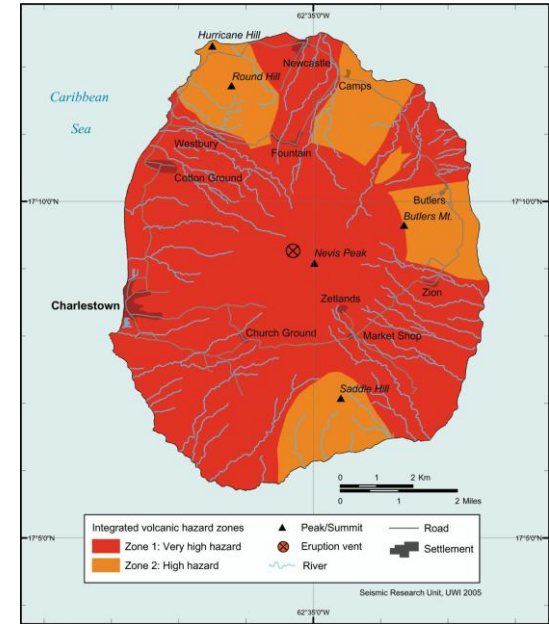 62°35'0"W
Hurricane Hill
Newcastle
Round Hill
Camps
Caribbean
Sea
Westbury
Fountain
Cotton Ground
17°10'0"N
17°10'0"N
Butlers
Butlers Mt.
Nevis Peak
Zion
Zetlands
Charlestown
Church Ground
Market Shop
Saddle Hill
0 1 2 Km
0 1 2 Miles
17°5'0"N
17°5'0"N
Integrated volcanic hazard zones
Zone 1: Very high hazard
Zone 2: High hazard
Peak/Summit
Eruption vent
River
Road
Settlement
Seismic Research Unit, UWI 2005
62°35'0"W